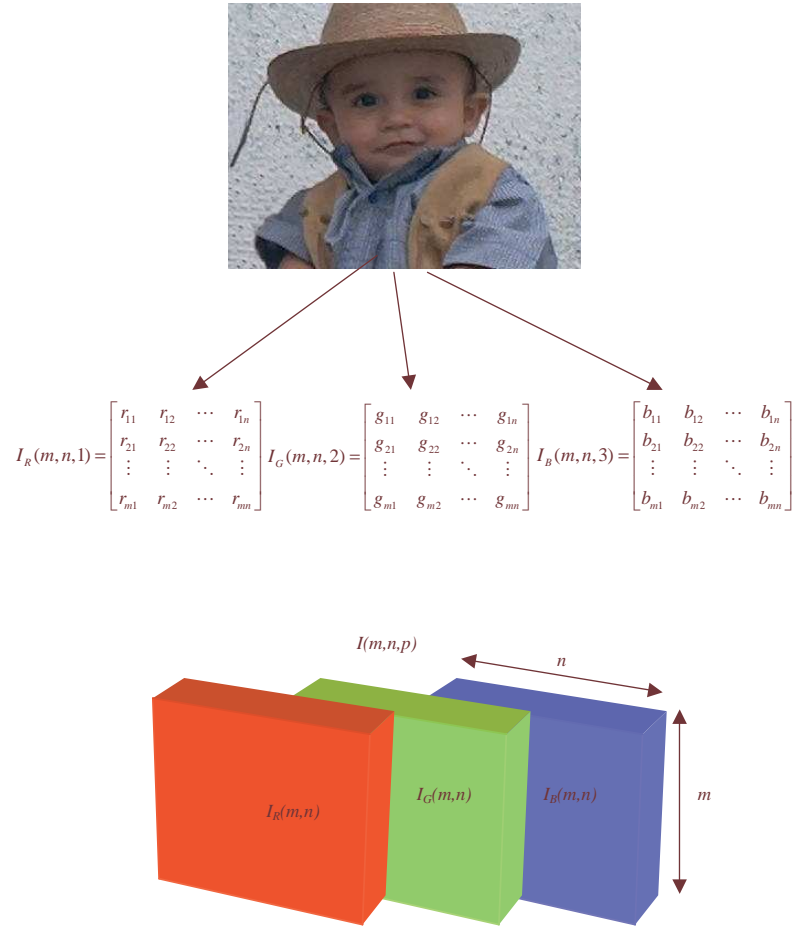 I_R(m,n,1) = [r_11 r_12 ⋯ r_1n
r_21 r_22 ⋯ r_2n
⋮ ⋮ ⋱ ⋮
r_m1 r_m2 ⋯ r_mn]
I_G(m,n,2) = [g_11 g_12 ⋯ g_1n
g_21 g_22 ⋯ g_2n
⋮ ⋮ ⋱ ⋮
g_m1 g_m2 ⋯ g_mn]
I_B(m,n,3) = [b_11 b_12 ⋯ b_1n
b_21 b_22 ⋯ b_2n
⋮ ⋮ ⋱ ⋮
b_m1 b_m2 ⋯ b_mn]
I(m,n,p)
n
I_R(m,n)
I_G(m,n)
I_B(m,n)
m